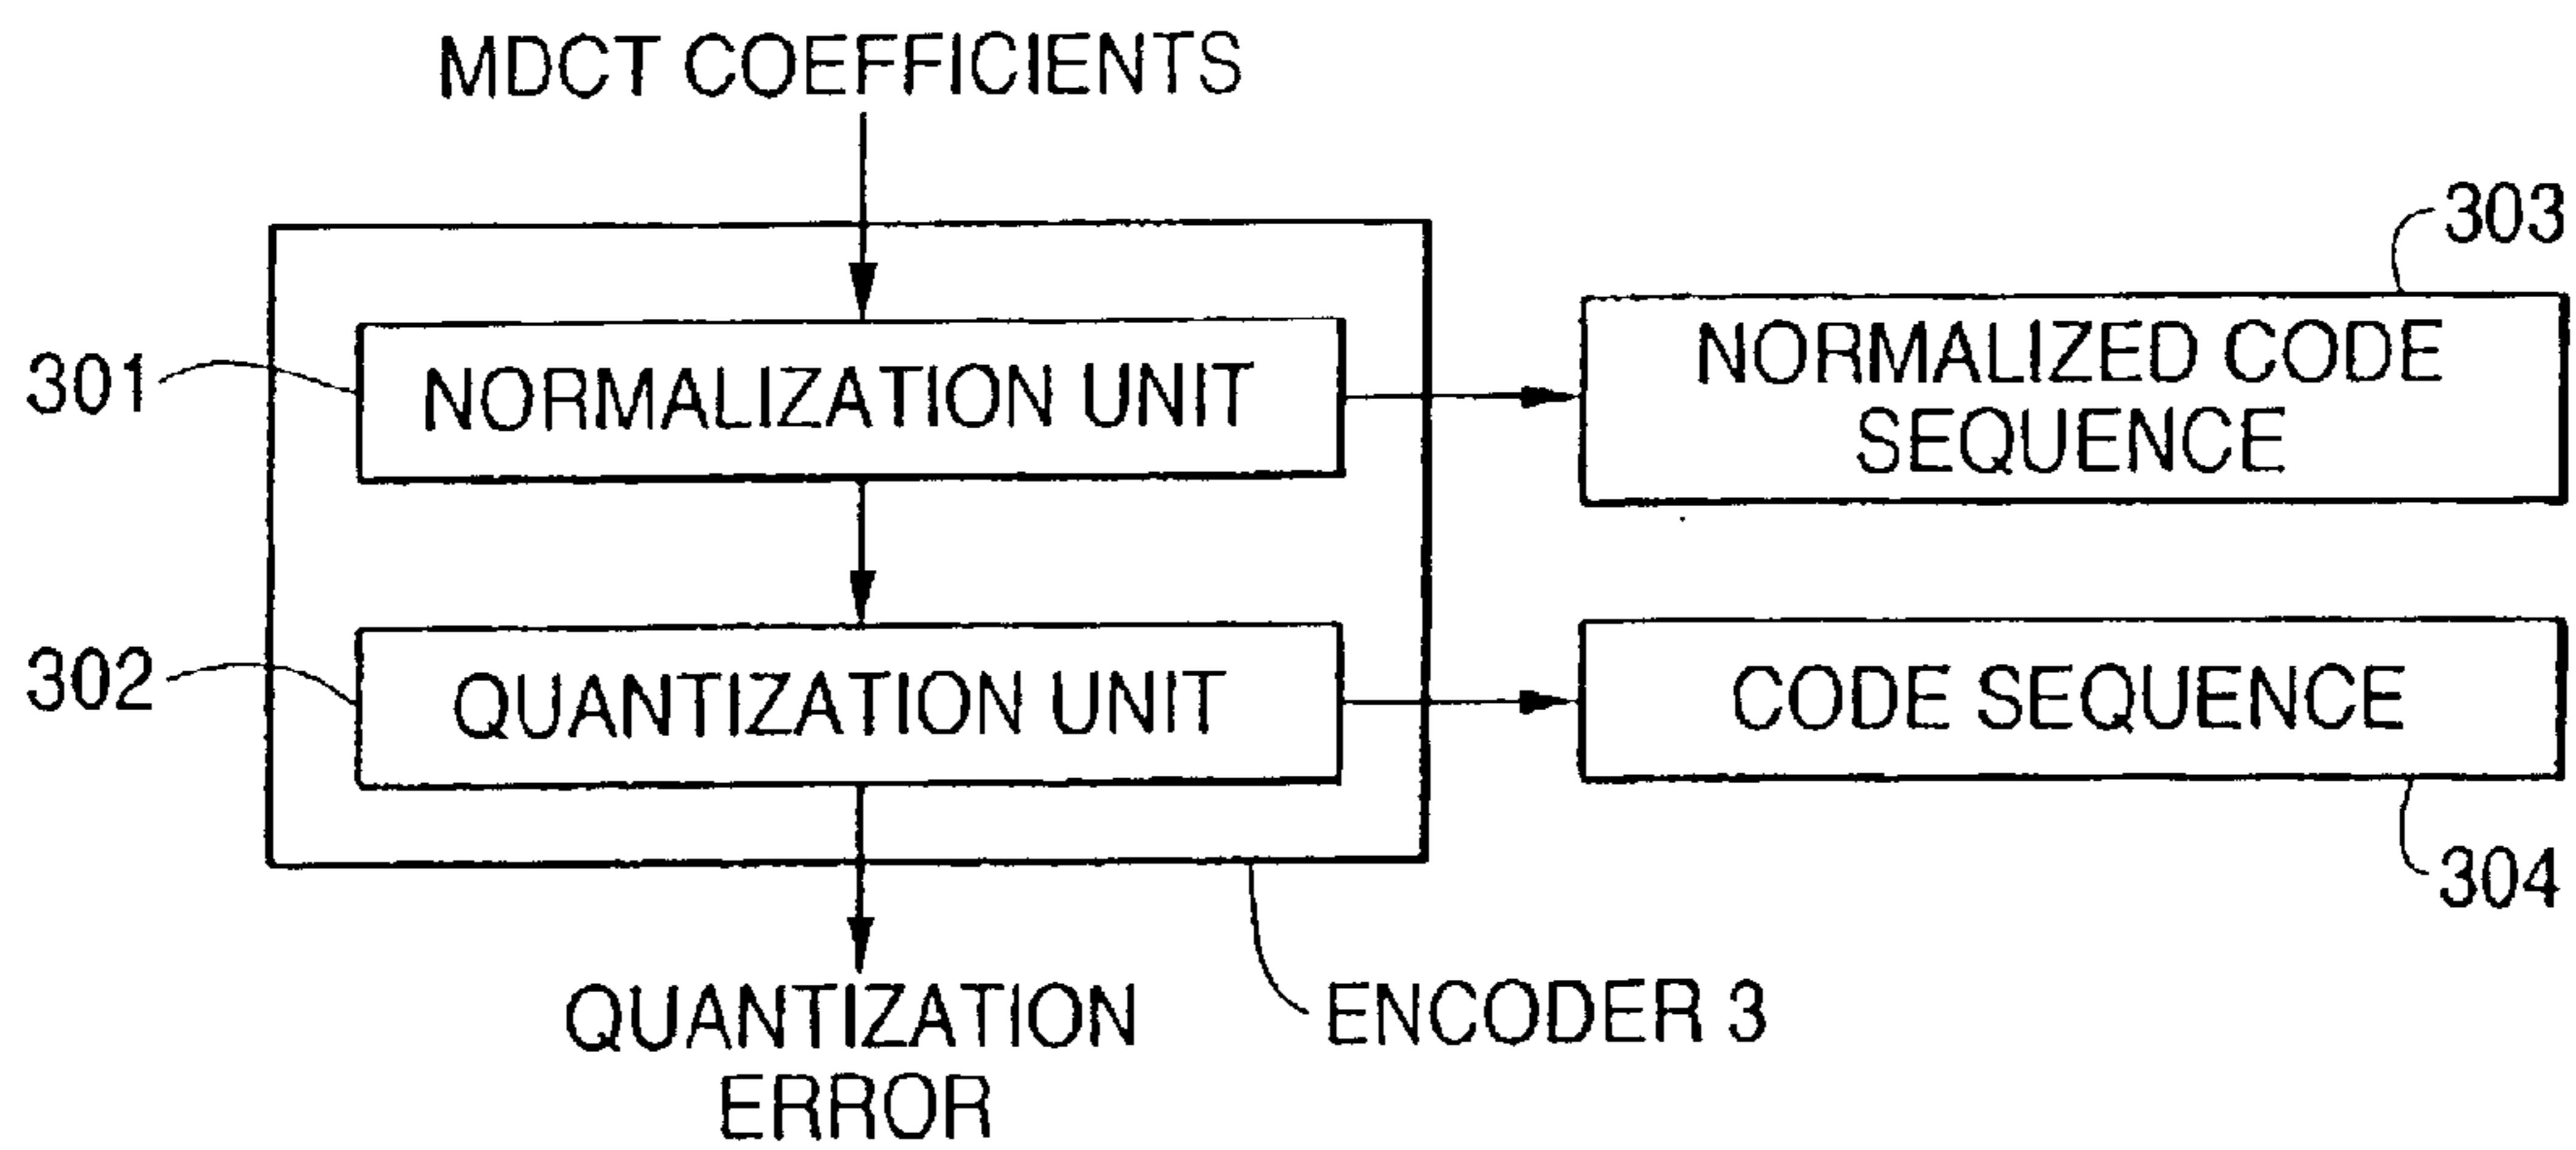 MDCT COEFFICIENTS
303
NORMALIZED CODE
SEQUENCE
301
NORMALIZATION UNIT
302
QUANTIZATION UNIT
CODE SEQUENCE
304
QUANTIZATION
ERROR
ENCODER 3